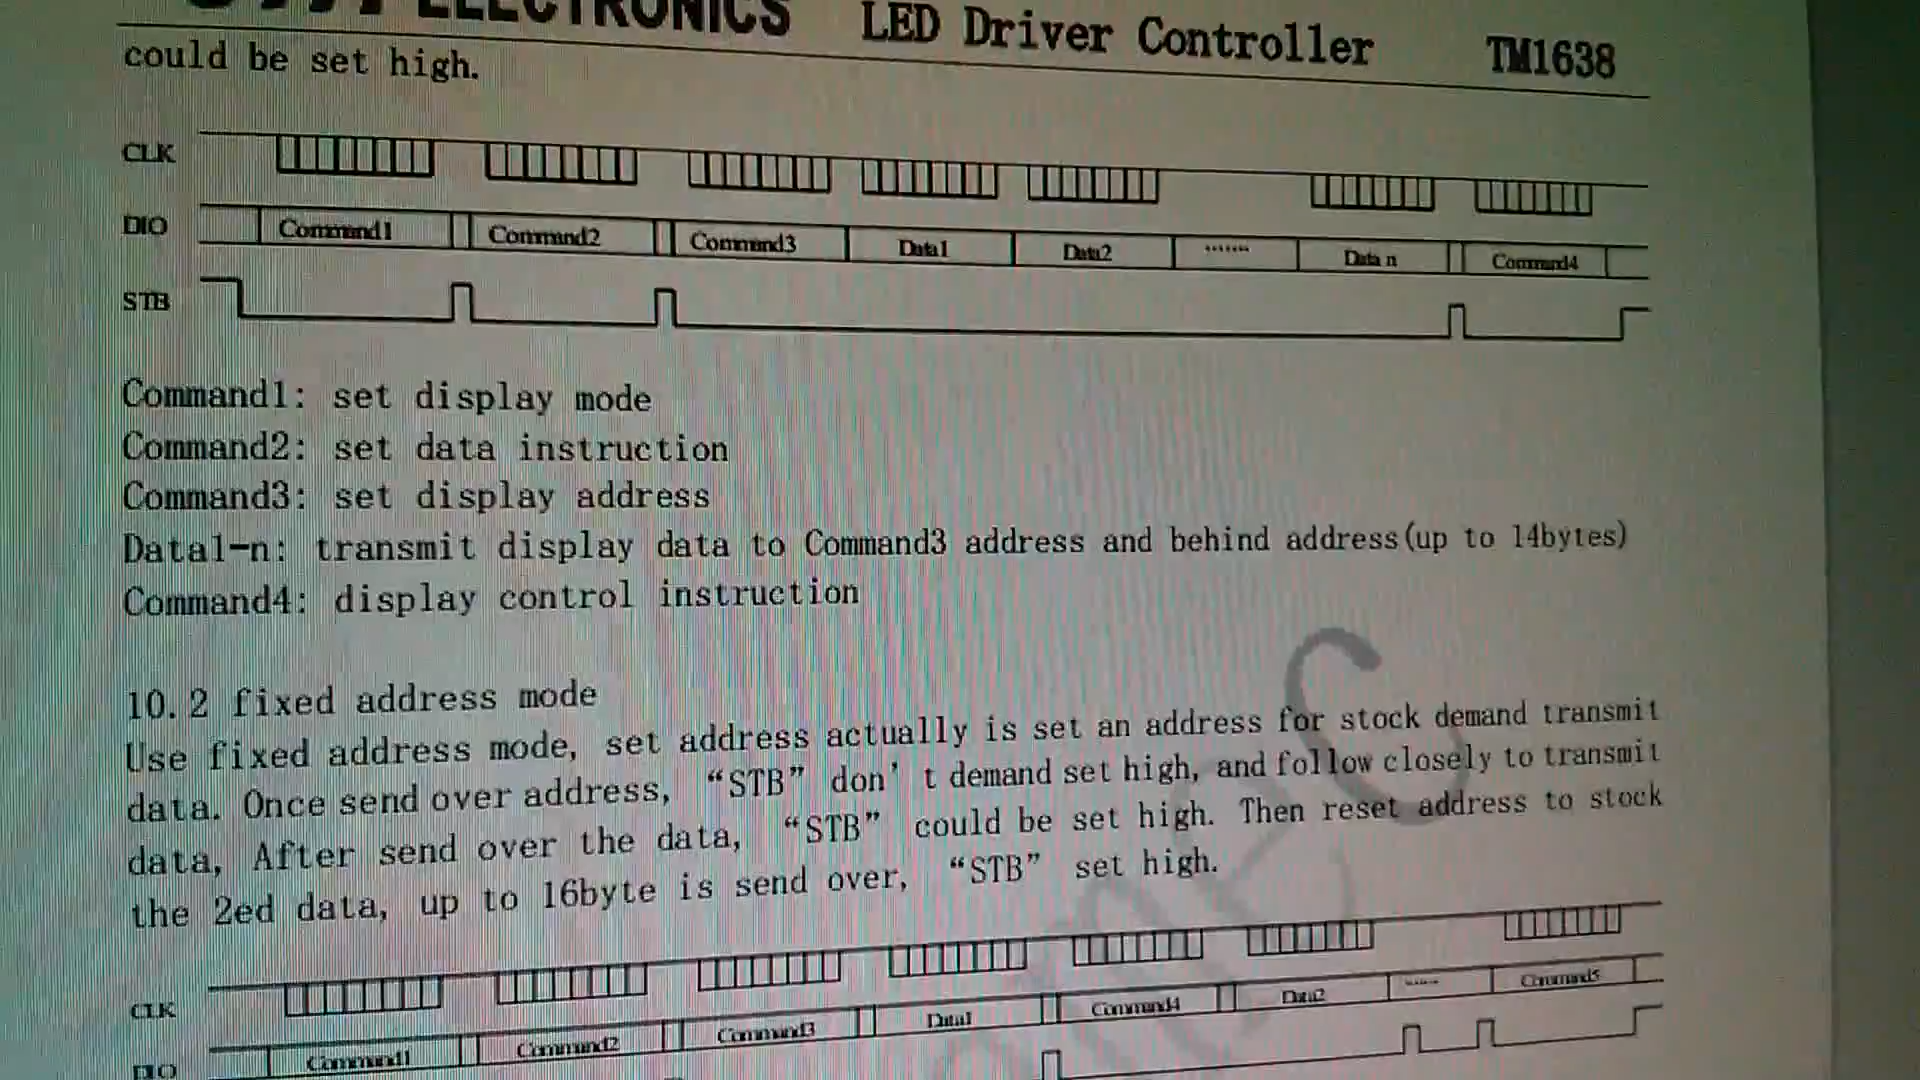 ELECTRONICS LED Driver Controller TM1638
could be set high.
CLK
DIO Command1 Command2 Command3 Data1 Data2 ....... Data n Command4
STB
Command1: set display mode
Command2: set data instruction
Command3: set display address
Data1-n: transmit display data to Command3 address and behind address(up to 14bytes)
Command4: display control instruction
10.2 fixed address mode
Use fixed address mode, set address actually is set an address for stock demand transmit
data. Once send over address, “STB” don't demand set high, and follow closely to transmit
data, After send over the data, “STB” could be set high. Then reset address to stock
the 2ed data, up to 16byte is send over, “STB” set high.
CLK
DIO Command1 Command2 Command3 Data1 Command4 Data2 ...... Command5